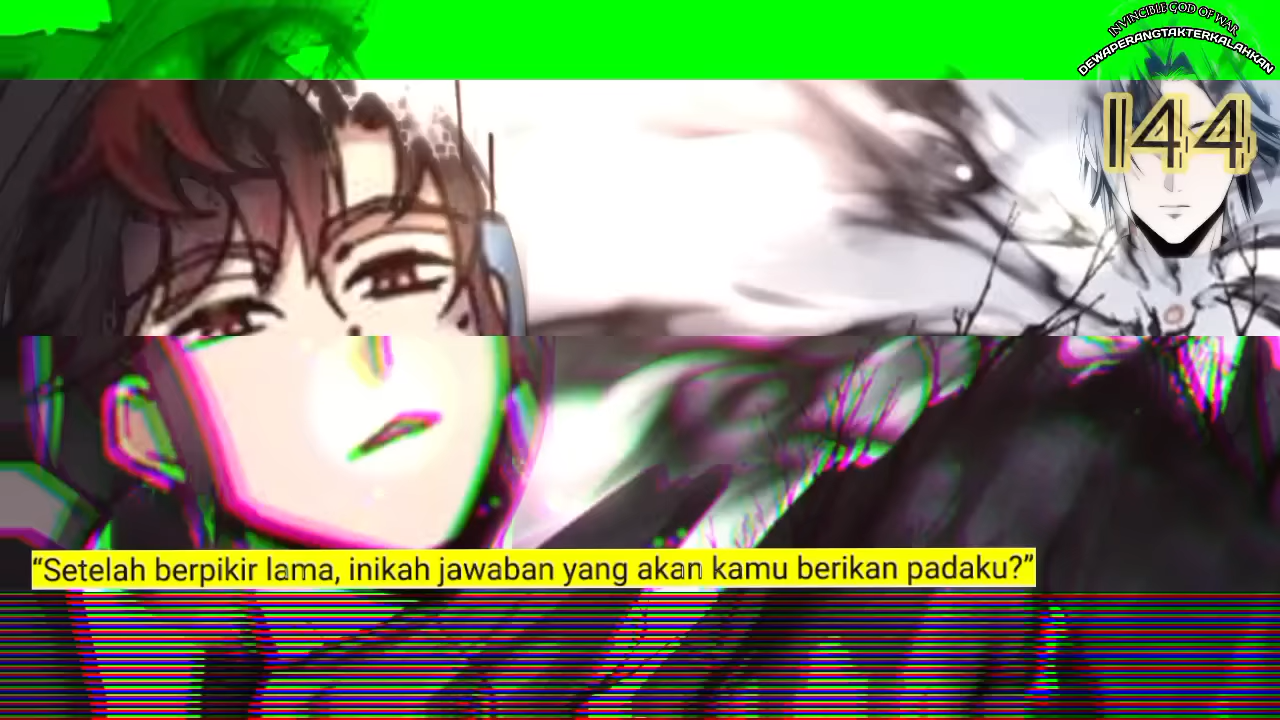 INVINCIBLE GOD OF WAR
DEWAPERANGTAKTERKALAHKAN
144
“Setelah berpikir lama, inikah jawaban yang akan kamu berikan padaku?”